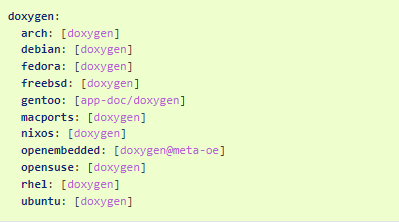 doxygen:
  arch: [doxygen]
  debian: [doxygen]
  fedora: [doxygen]
  freebsd: [doxygen]
  gentoo: [app-doc/doxygen]
  macports: [doxygen]
  nixos: [doxygen]
  openembedded: [doxygen@meta-oe]
  opensuse: [doxygen]
  rhel: [doxygen]
  ubuntu: [doxygen]